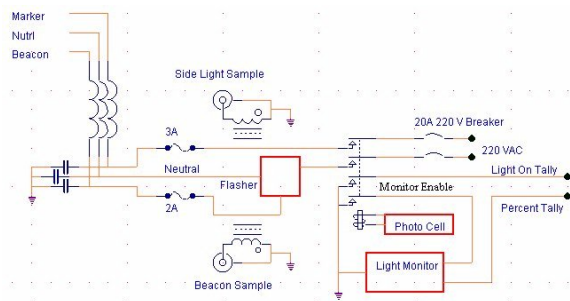 Marker
Nutrl
Beacon
Side Light Sample
3A
20A 220 V Breaker
220 VAC
Neutral
Flasher
Light On Tally
Monitor Enable
2A
Percent Tally
Photo Cell
Light Monitor
Beacon Sample